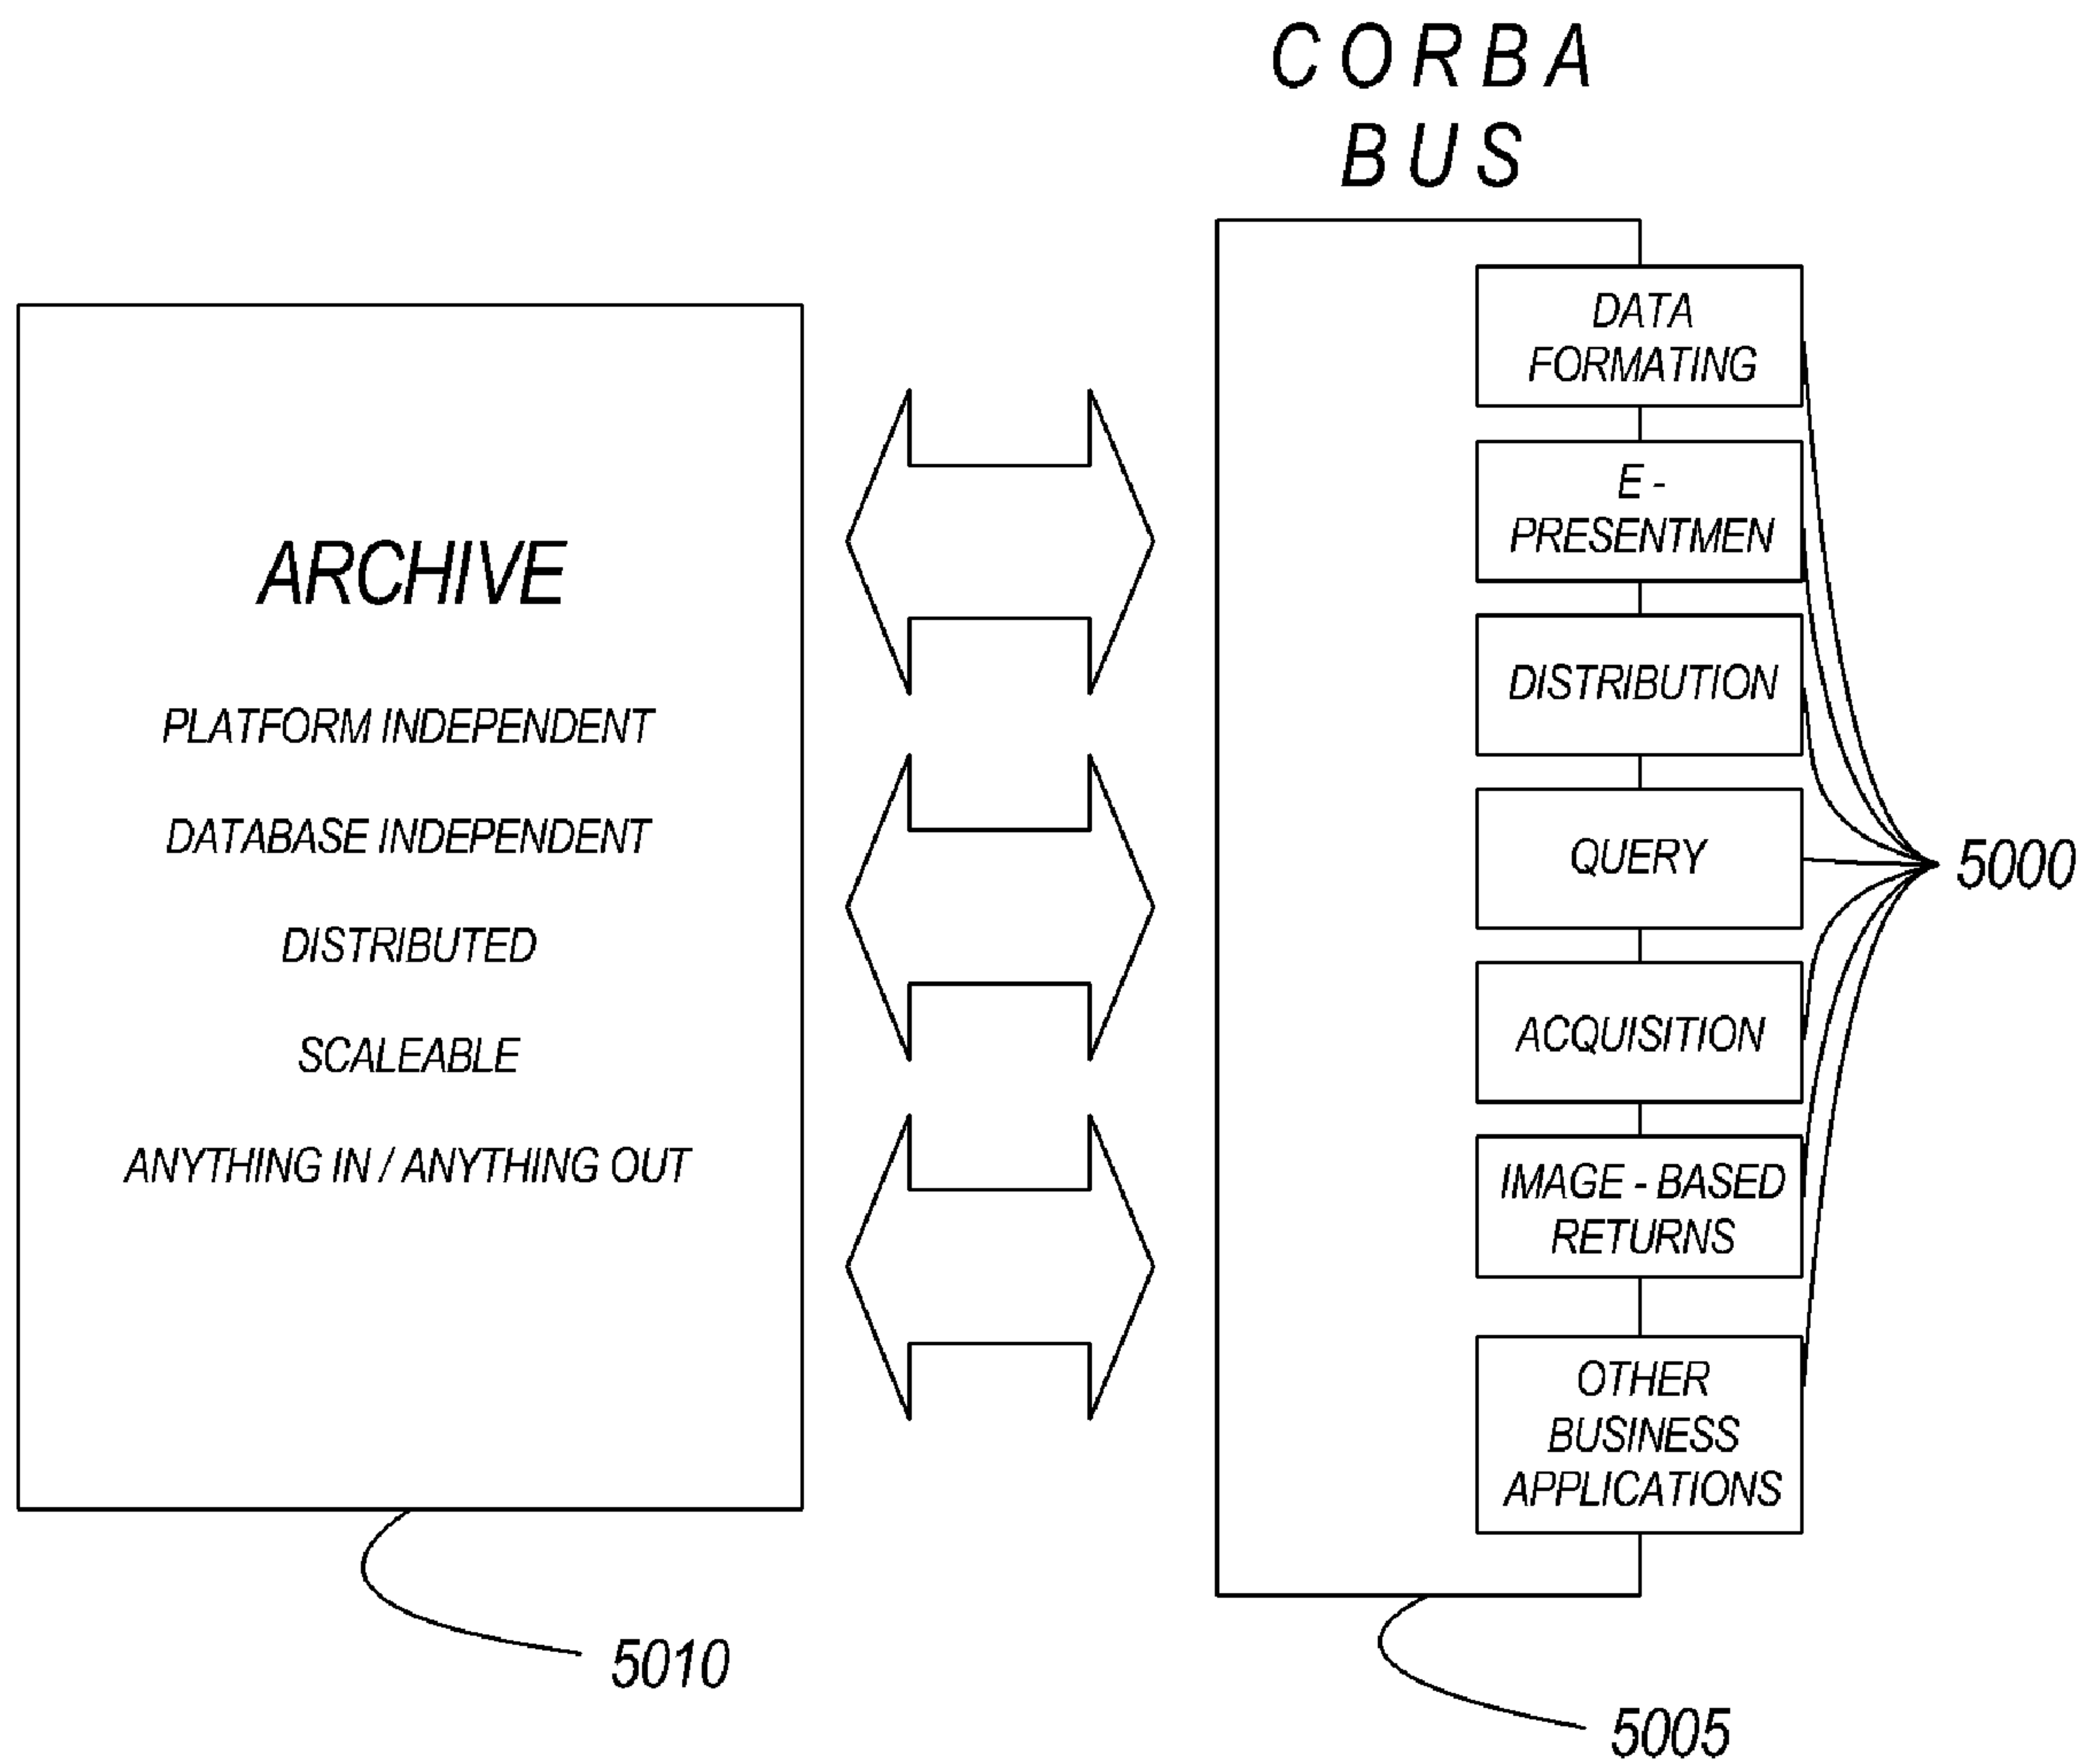 CORBA
BUS
ARCHIVE
PLATFORM INDEPENDENT
DATABASE INDEPENDENT
DISTRIBUTED
SCALEABLE
ANYTHING IN / ANYTHING OUT
5010
DATA
FORMATING
E -
PRESENTMEN
DISTRIBUTION
QUERY
ACQUISITION
IMAGE - BASED
RETURNS
OTHER
BUSINESS
APPLICATIONS
5000
5005